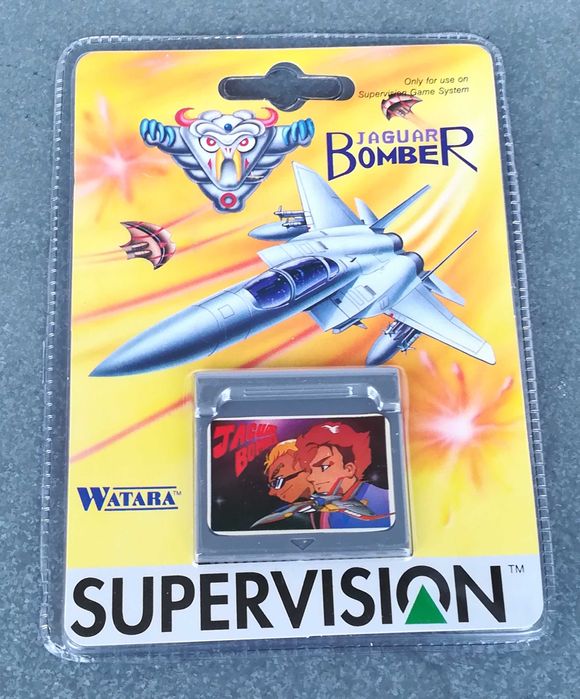 Only for use on
Supervision Game System
JAGUAR
BOMBER
JAGUAR
BOMBER
WATARA™
SUPERVISION™